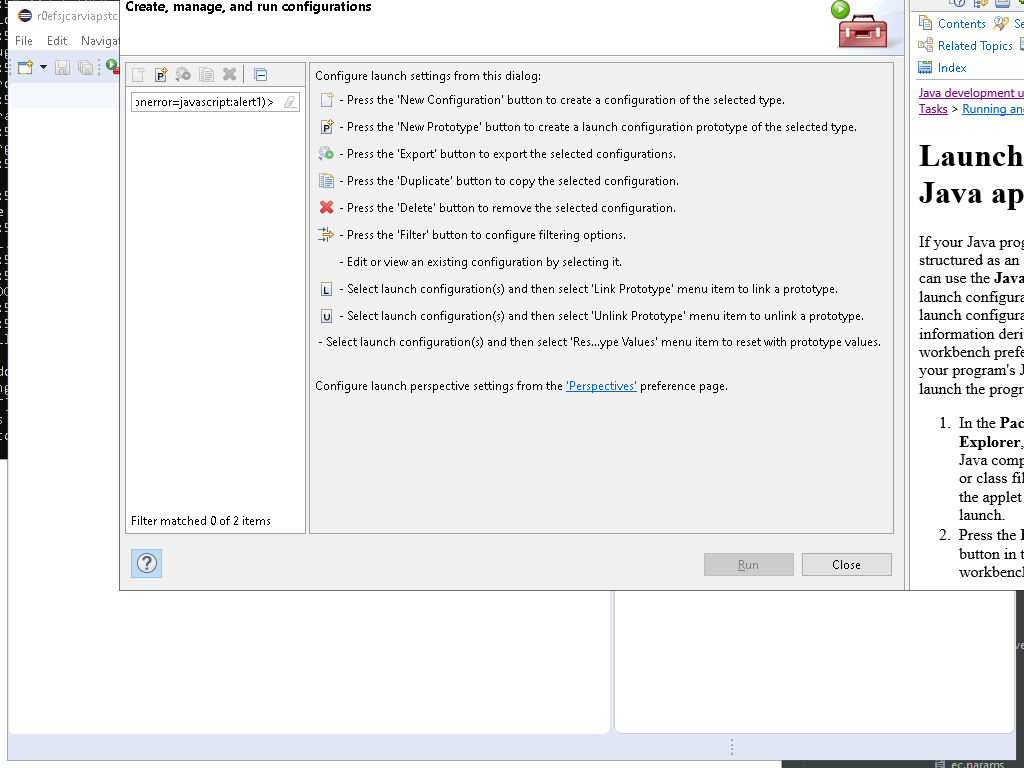 r0efsjcarviapstc
File Edit Navigat
Create, manage, and run configurations
onerror=javascript:alert1)>
Filter matched 0 of 2 items
Configure launch settings from this dialog:
- Press the 'New Configuration' button to create a configuration of the selected type.
P - Press the 'New Prototype' button to create a launch configuration prototype of the selected type.
- Press the 'Export' button to export the selected configurations.
- Press the 'Duplicate' button to copy the selected configuration.
- Press the 'Delete' button to remove the selected configuration.
- Press the 'Filter' button to configure filtering options.
- Edit or view an existing configuration by selecting it.
L - Select launch configuration(s) and then select 'Link Prototype' menu item to link a prototype.
U - Select launch configuration(s) and then select 'Unlink Prototype' menu item to unlink a prototype.
- Select launch configuration(s) and then select 'Res...ype Values' menu item to reset with prototype values.
Configure launch perspective settings from the 'Perspectives' preference page.
?
Run
Close
Contents Se
Related Topics
Index
Java development u
Tasks > Running and
Launch
Java ap
If your Java prog
structured as an
can use the Java
launch configura
launch configura
information deri
workbench prefe
your program's J
launch the progr
1. In the Pac
Explorer,
Java comp
or class fil
the applet
launch.
2. Press the
button in t
workbench
ec.params